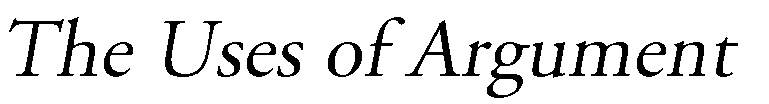 The Uses of Argument